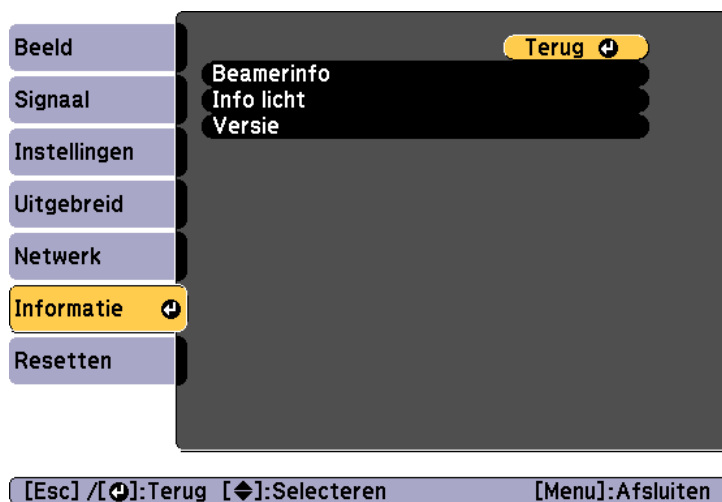 Beeld
Signaal
Instellingen
Uitgebreid
Netwerk
Informatie
Resetten
Terug
Beamerinfo
Info licht
Versie
[Esc] /[⏎]:Terug [◆]:Selecteren [Menu]:Afsluiten